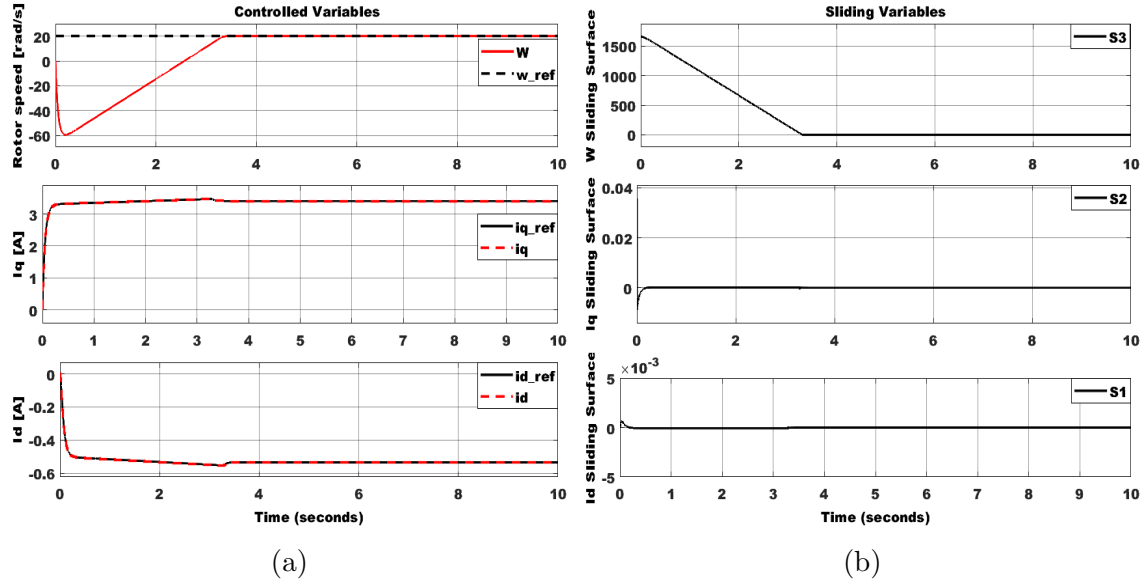 Controlled Variables
Rotor speed [rad/s]
20
0
-20
-40
-60
W
w_ref
0 2 4 6 8 10
Iq [A]
3
2
1
0
iq_ref
iq
0 1 2 3 4 5 6 7 8 9 10
Id [A]
0
-0.2
-0.4
-0.6
id_ref
id
0 2 4 6 8 10
Time (seconds)
(a)
Sliding Variables
W Sliding Surface
1500
1000
500
0
S3
0 2 4 6 8 10
Iq Sliding Surface
0.04
0.02
0
S2
0 2 4 6 8 10
Id Sliding Surface
×10⁻³
5
0
-5
S1
0 1 2 3 4 5 6 7 8 9 10
Time (seconds)
(b)